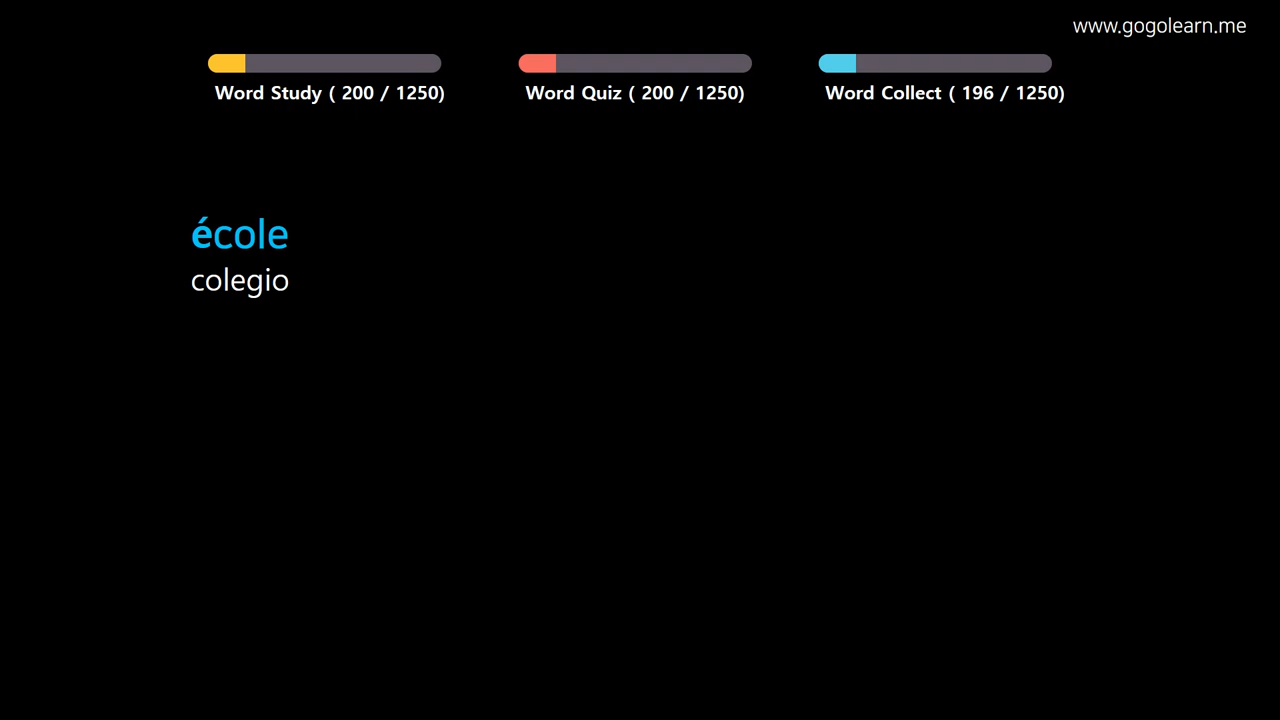 www.gogolearn.me
Word Study ( 200 / 1250)
Word Quiz ( 200 / 1250)
Word Collect ( 196 / 1250)
école
colegio